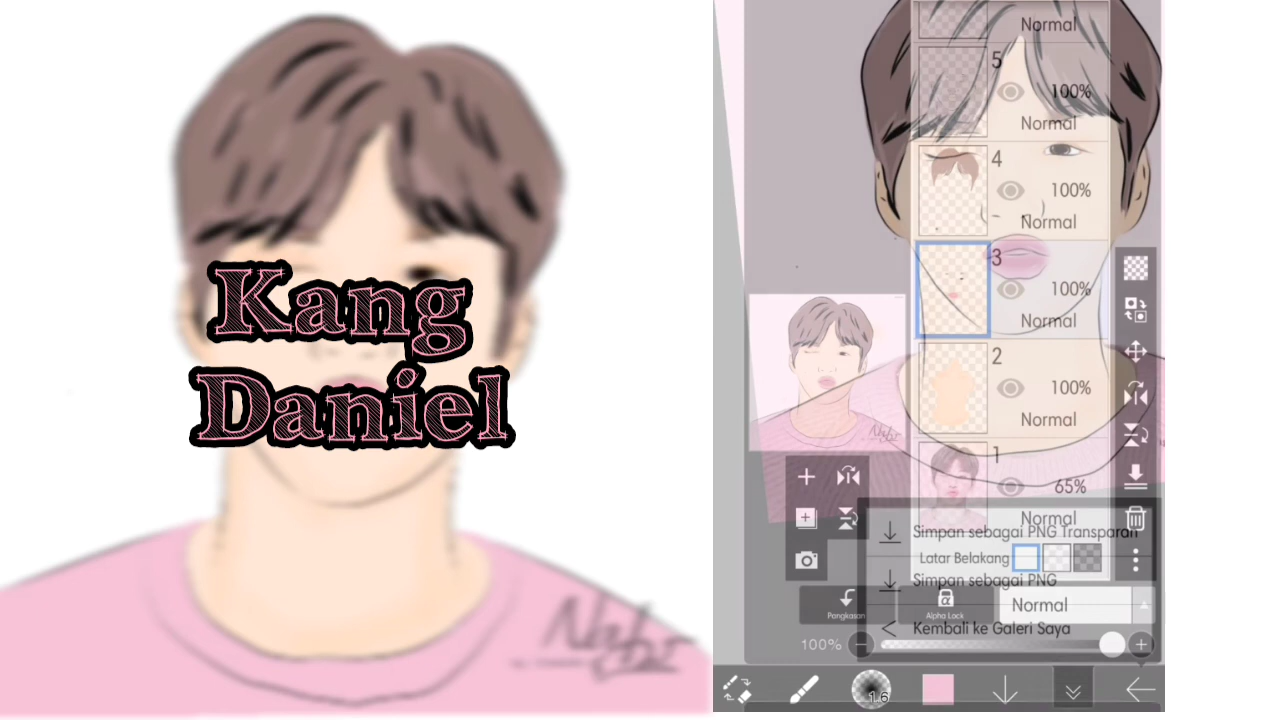 Kang
Daniel
Normal
5
100%
Normal
4
100%
Normal
3
100%
Normal
2
100%
Normal
1
65%
Normal
Simpan sebagai PNG Transparan
Latar Belakang
Simpan sebagai PNG
Pangkasan
α
Alpha Lock
Normal
Kembali ke Galeri Saya
100%
1.6